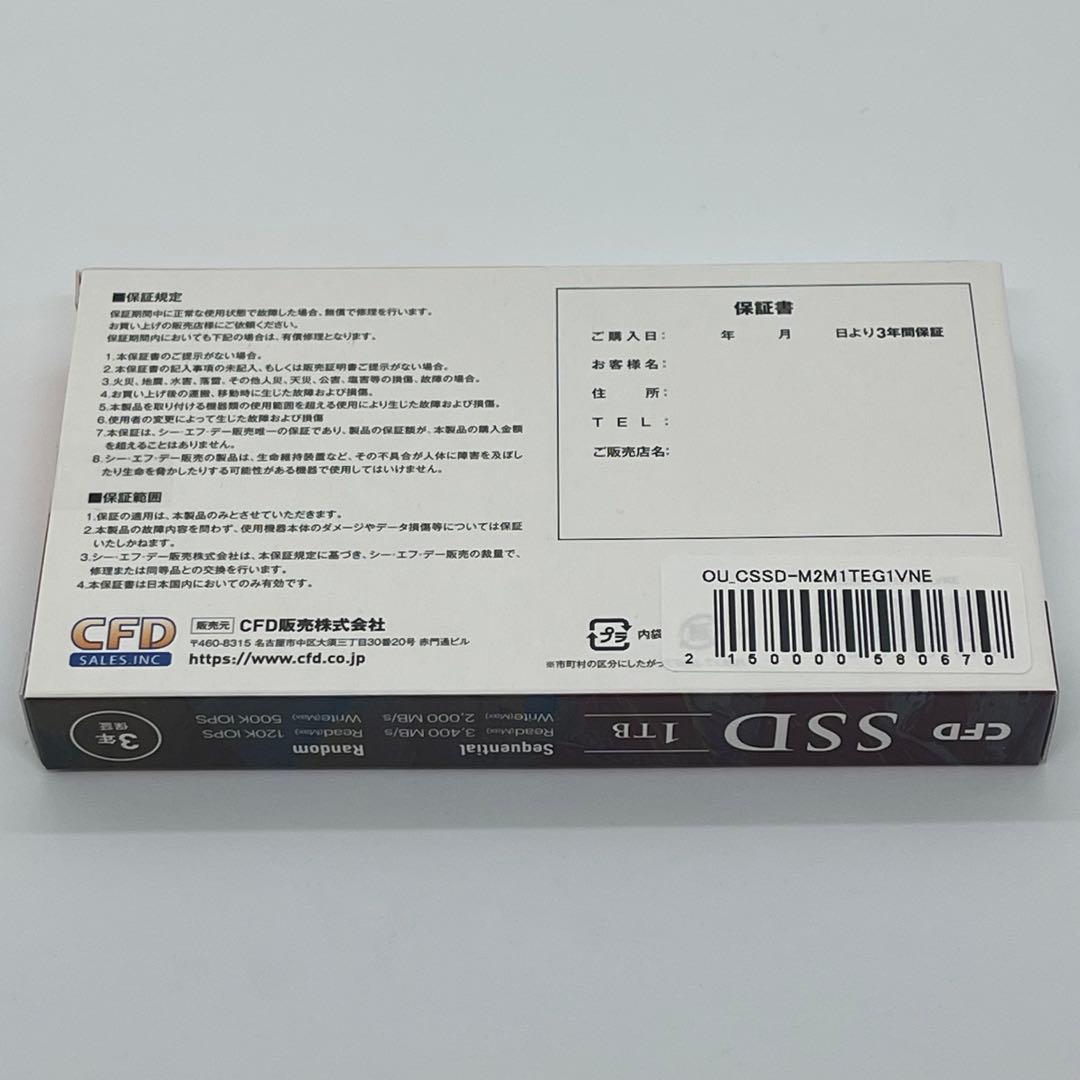 ■保証規定
保証期間中に正常な使用状態で故障した場合、無償で修理を行います。
お買い上げの販売店様にご依頼ください。
保証期間内においても下記の場合は、有償修理となります。
1.本保証書のご提示がない場合。
2.本保証書の記入事項の未記入、もしくは販売証明書ご提示がない場合。
3.火災、地震、水害、落雷、その他人災、天災、公害、塩害等の損傷、故障の場合。
4.お買い上げ後の運搬、移動時に生じた故障および損傷。
5.本製品を取り付ける機器類の使用範囲を超える使用により生じた故障および損傷。
6.使用者の変更によって生じた故障および損傷
7.本保証は、シー・エフ・デー販売唯一の保証であり、製品の保証額が、本製品の購入金額
を超えることはありません。
8.シー・エフ・デー販売の製品は、生命維持装置など、その不具合が人体に障害を及ぼし
たり生命を脅かしたりする可能性がある機器で使用してはいけません。
■保証範囲
1.保証の適用は、本製品のみとさせていただきます。
2.本製品の故障内容を問わず、使用機器本体のダメージやデータ損傷等については保証
いたしかねます。
3.シー・エフ・デー販売株式会社は、本保証規定に基づき、シー・エフ・デー販売の裁量で、
修理または同等品との交換を行います。
4.本保証書は日本国内においてのみ有効です。
CFD
SALES.INC
販売元 CFD販売株式会社
〒460-8315 名古屋市中区大須三丁目30番20号 赤門通ビル
https://www.cfd.co.jp
保証書
ご購入日: 年 月 日より3年間保証
お客様名:
住 所:
TEL:
ご販売店名:
プラ 内袋
※市町村の区分にしたがっ
OU_CSSD-M2M1TEG1VNE
2 150000 580670
CFD SSD 1TB
Sequential
Read(Max) 3,400 MB/s
Write(Max) 2,000 MB/s
Random
Read(Max) 120K IOPS
Write(Max) 500K IOPS
3年
保証